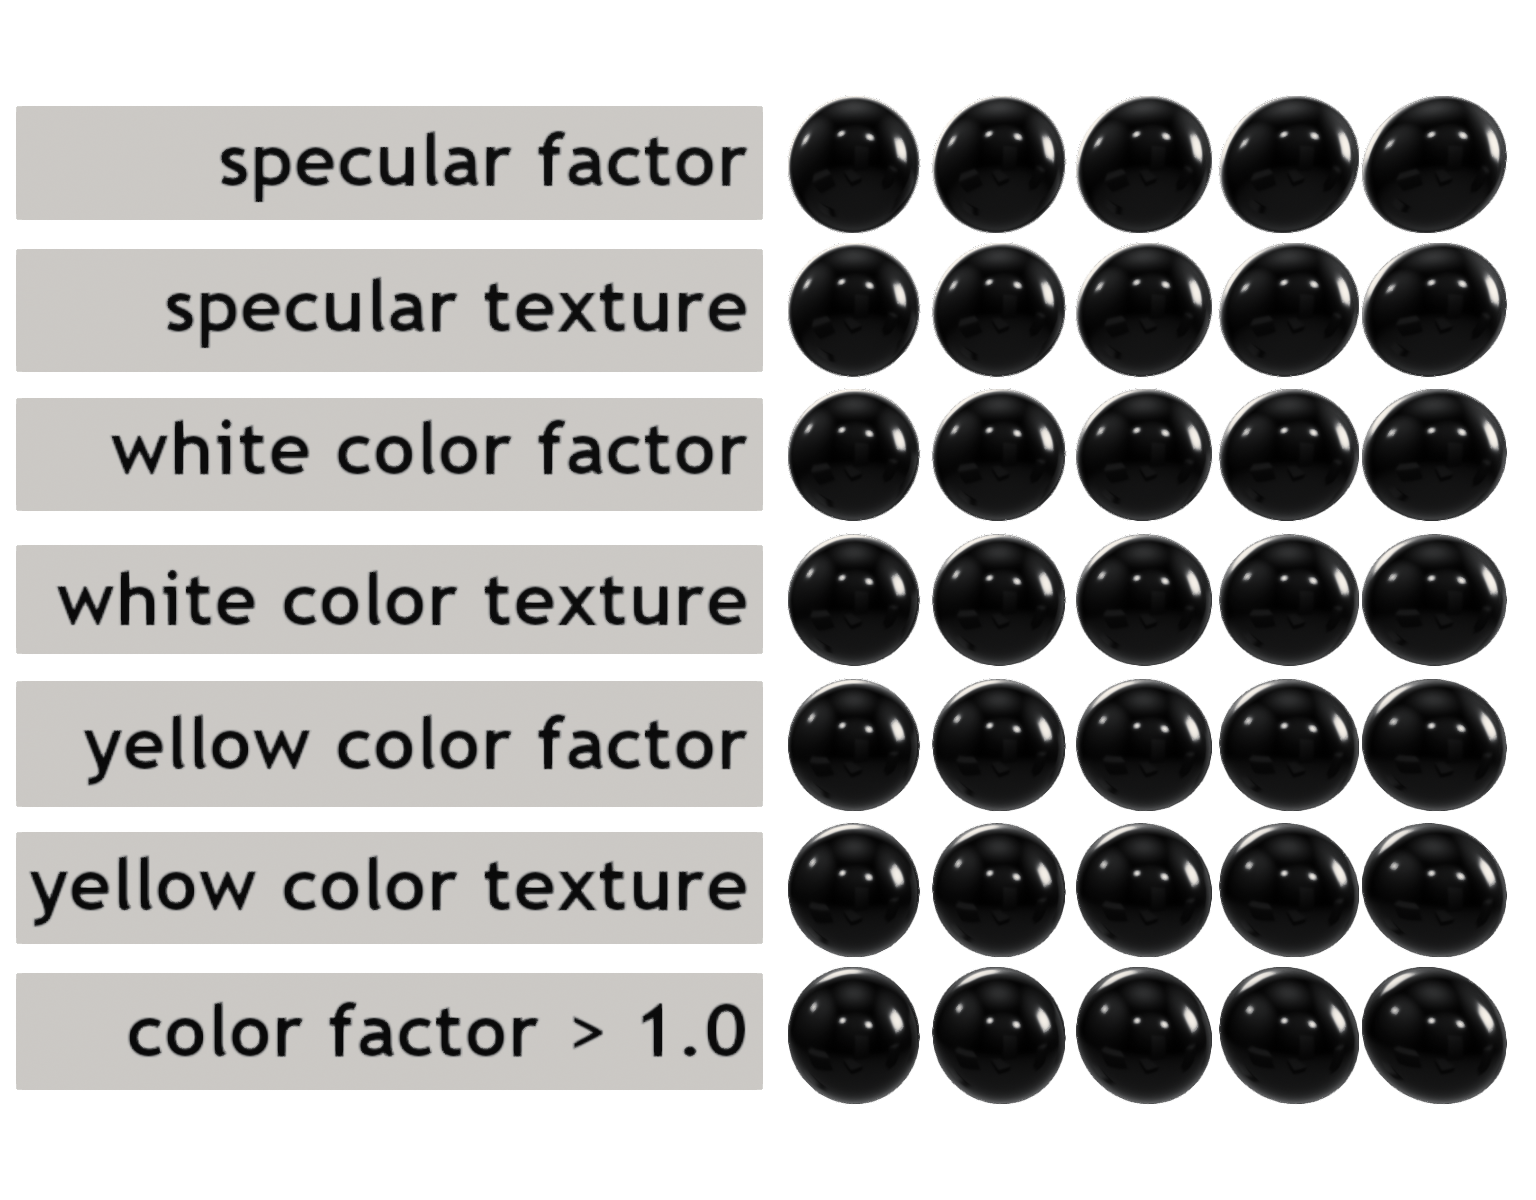 specular factor
specular texture
white color factor
white color texture
yellow color factor
yellow color texture
color factor > 1.0